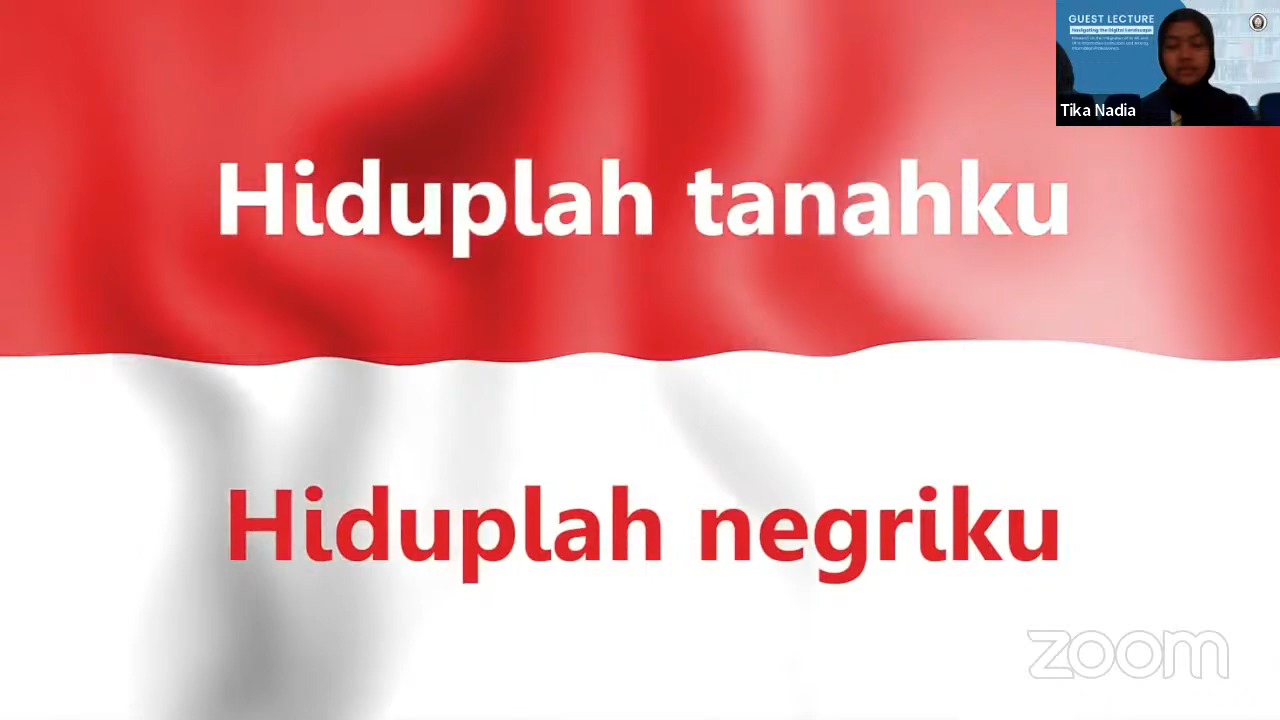 GUEST LECTURE
Navigating the Digital Landscape
Tika Nadia
Hiduplah tanahku
Hiduplah negriku
zoom